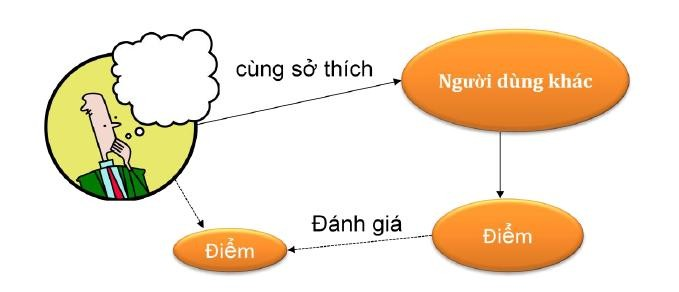 cùng sở thích
Người dùng khác
Đánh giá
Điểm
Điểm